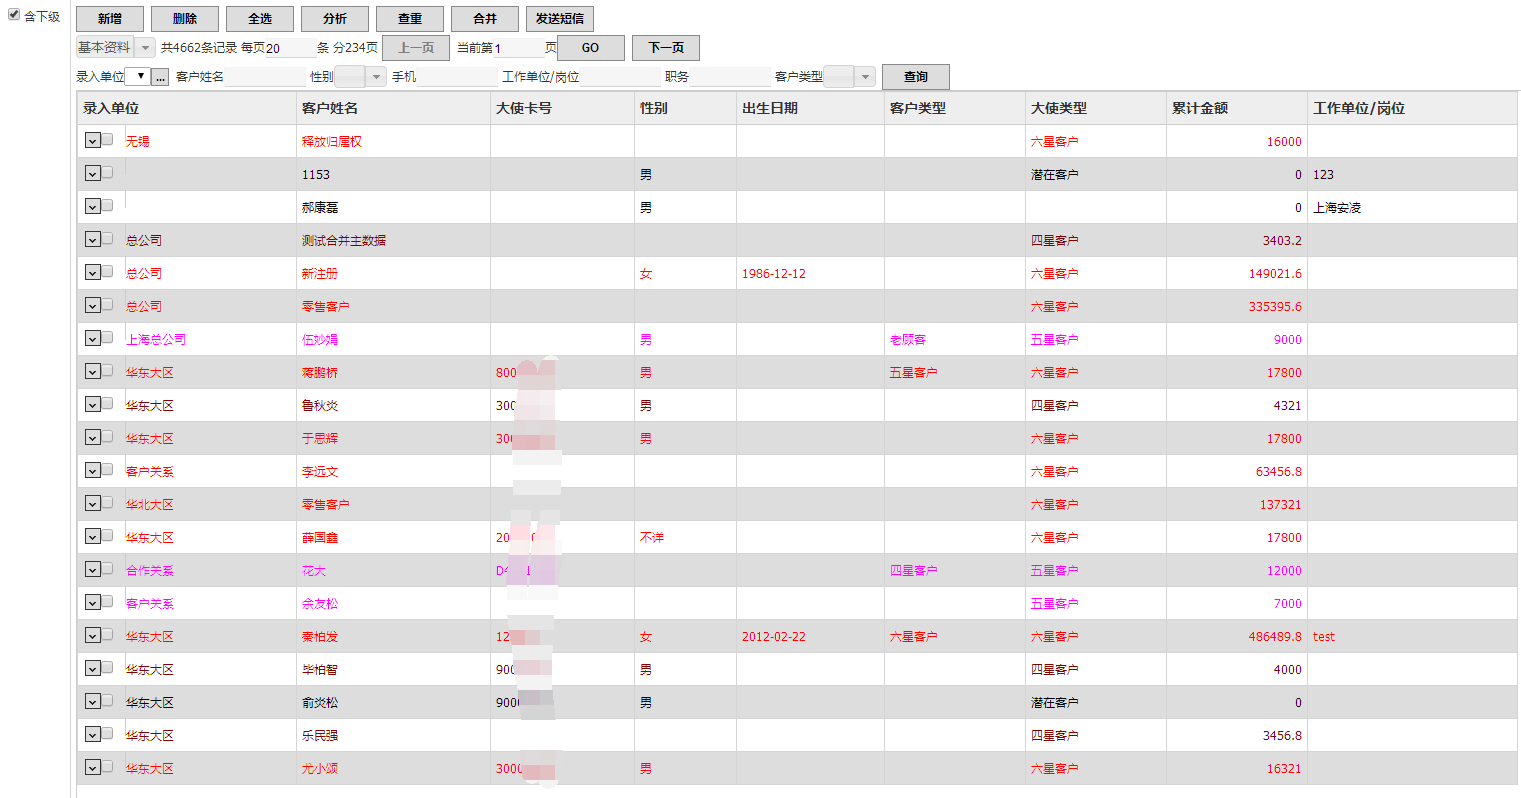 含下级 新增 删除 全选 分析 查重 合并 发送短信
基本资料 共4662条记录 每页20 条 分234页 上一页 当前第1 页 GO 下一页
录入单位 ... 客户姓名 性别 手机 工作单位/岗位 职务 客户类型 查询
录入单位 客户姓名 大使卡号 性别 出生日期 客户类型 大使类型 累计金额 工作单位/岗位
无锡 释放归属权 六星客户 16000
1153 男 潜在客户 0 123
郝康磊 男 0 上海安凌
总公司 测试合并主数据 四星客户 3403.2
总公司 新注册 女 1986-12-12 六星客户 149021.6
总公司 零售客户 六星客户 335395.6
上海总公司 伍妙娟 男 老顾客 五星客户 9000
华东大区 蒋鹏桥 800 男 五星客户 六星客户 17800
华东大区 鲁秋炎 300 男 四星客户 4321
华东大区 于思辉 300 男 六星客户 17800
客户关系 李远文 六星客户 63456.8
华北大区 零售客户 六星客户 137321
华东大区 薛国鑫 20 不详 六星客户 17800
合作关系 花大 D4 四星客户 五星客户 12000
客户关系 余友松 五星客户 7000
华东大区 秦柏发 12 女 2012-02-22 六星客户 六星客户 486489.8 test
华东大区 毕柏智 900 男 四星客户 4000
华东大区 俞炎松 900 男 潜在客户 0
华东大区 乐民强 四星客户 3456.8
华东大区 尤小颂 3000 男 六星客户 16321